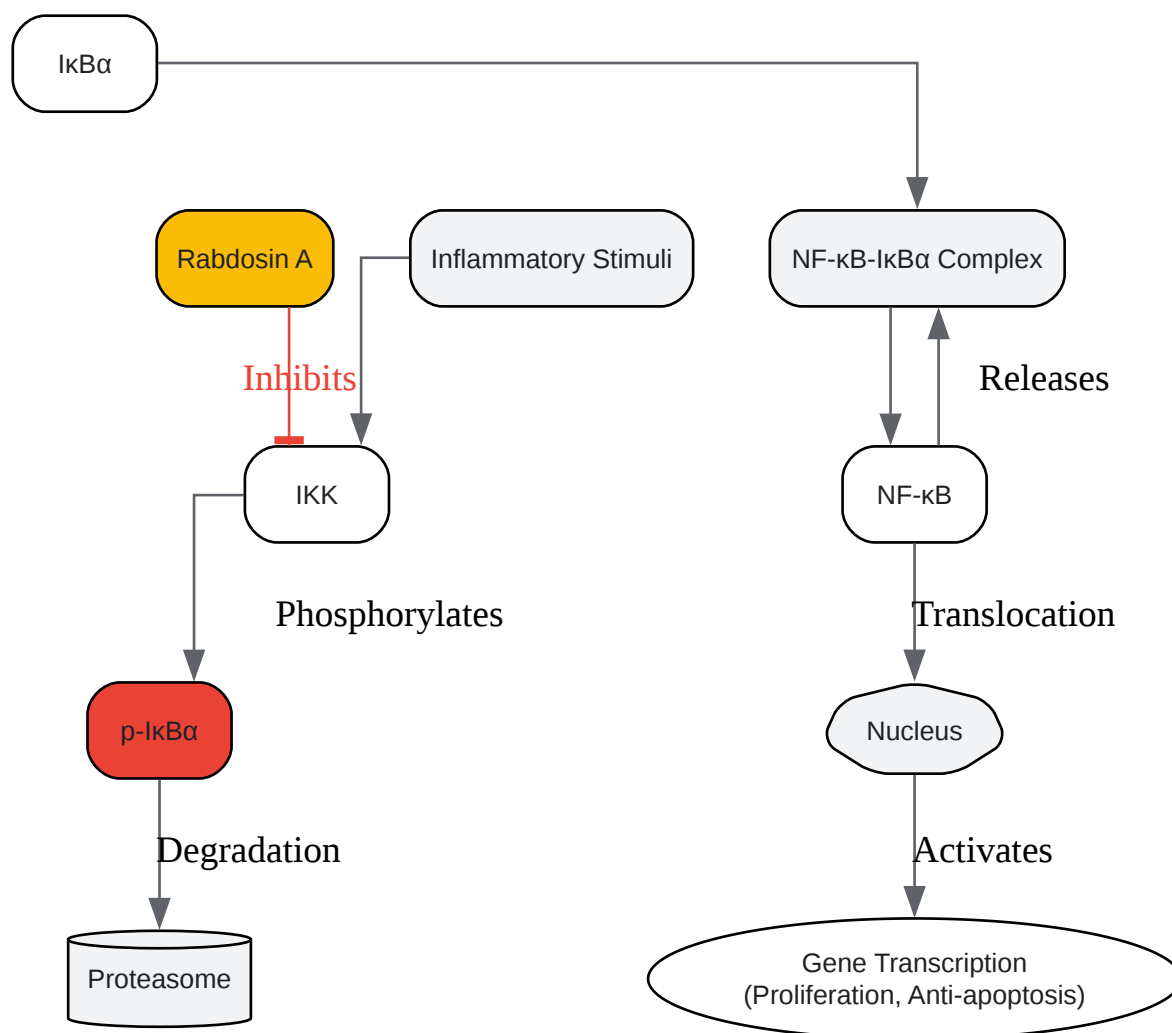 IκBα
Rabdosin A
Inflammatory Stimuli
NF-κB-IκBα Complex
Inhibits
Releases
IKK
NF-κB
Phosphorylates
Translocation
p-IκBα
Nucleus
Degradation
Activates
Proteasome
Gene Transcription
(Proliferation, Anti-apoptosis)